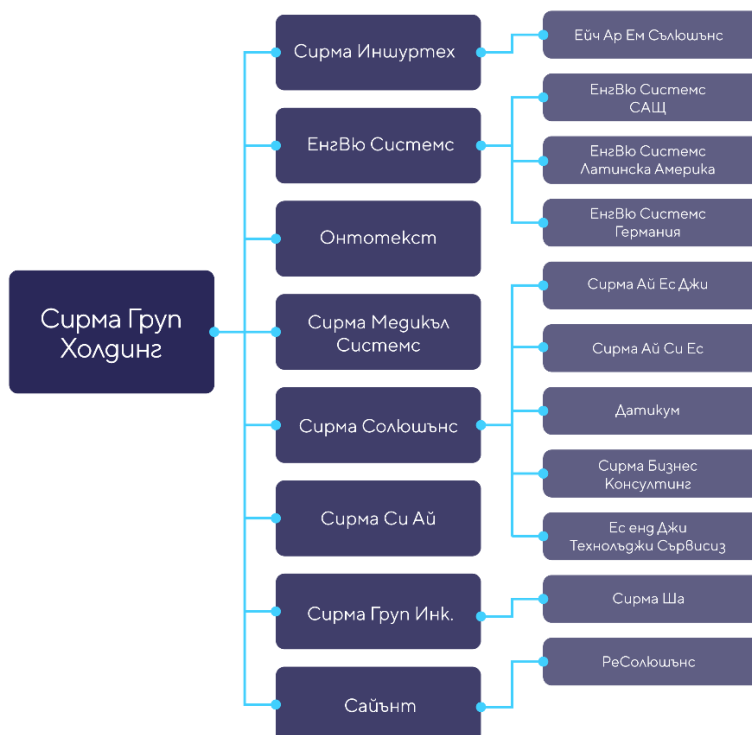 Сирма Груп
Холдинг
Сирма Иншуртех
Ейч Ар Ем Сълюшънс
ЕнгВю Системс
ЕнгВю Системс
САЩ
ЕнгВю Системс
Латинска Америка
ЕнгВю Системс
Германия
Онтотекст
Сирма Медикъл
Системс
Сирма Солюшънс
Сирма Ай Ес Джи
Сирма Ай Си Ес
Датикум
Сирма Бизнес
Консултинг
Ес енд Джи
Технолъджи Сървисиз
Сирма Си Ай
Сирма Груп Инк.
Сирма Ша
Сайънт
РеСолюшънс